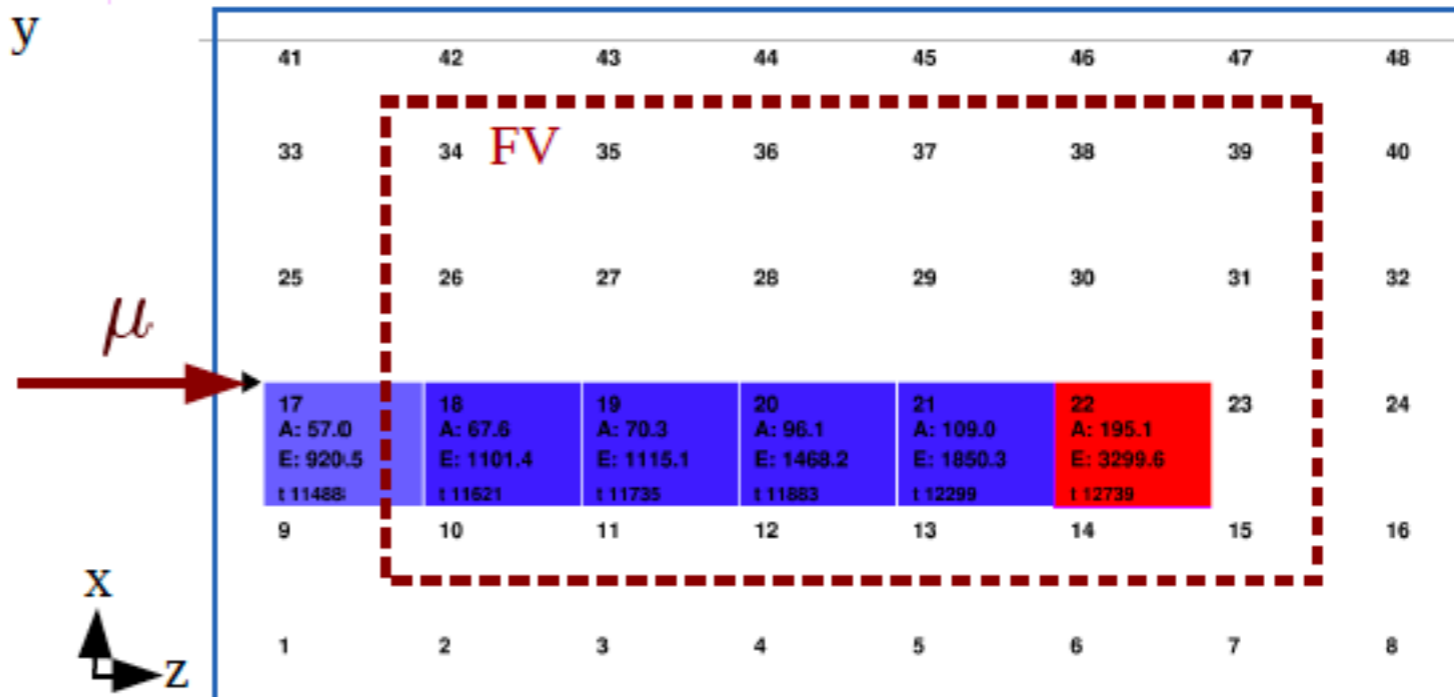 y
41 42 43 44 45 46 47 48
33 34 FV 35 36 37 38 39 40
25 26 27 28 29 30 31 32
μ
17 18 19 20 21 22 23 24
A: 57.0 A: 67.6 A: 70.3 A: 96.1 A: 109.0 A: 195.1
E: 920.5 E: 1101.4 E: 1115.1 E: 1468.2 E: 1850.3 E: 3299.6
t 11488 t 11621 t 11735 t 11883 t 12299 t 12739
9 10 11 12 13 14 15 16
x
1 2 3 4 5 6 7 8
z